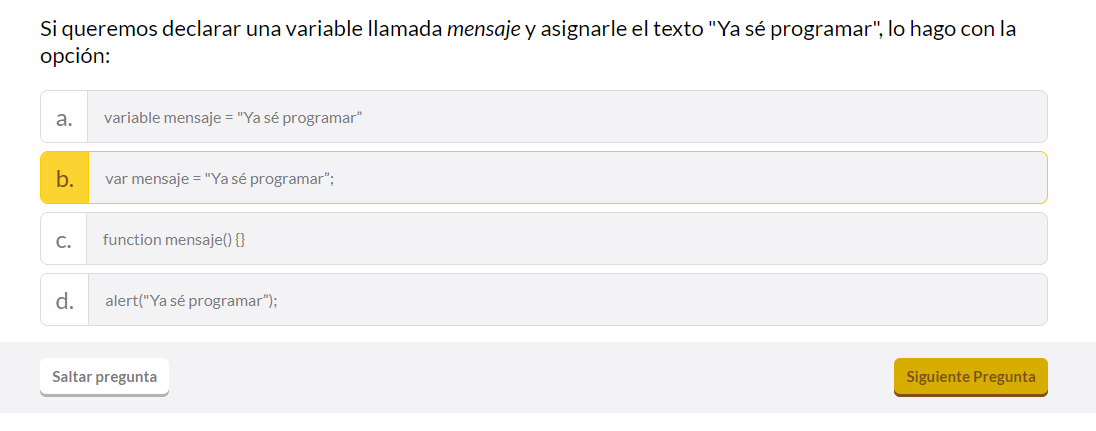 Si queremos declarar una variable llamada mensaje y asignarle el texto "Ya sé programar", lo hago con la
opción:
a. variable mensaje = "Ya sé programar”
b. var mensaje = "Ya sé programar”;
c. function mensaje() {}
d. alert("Ya sé programar”);
Saltar pregunta Siguiente Pregunta